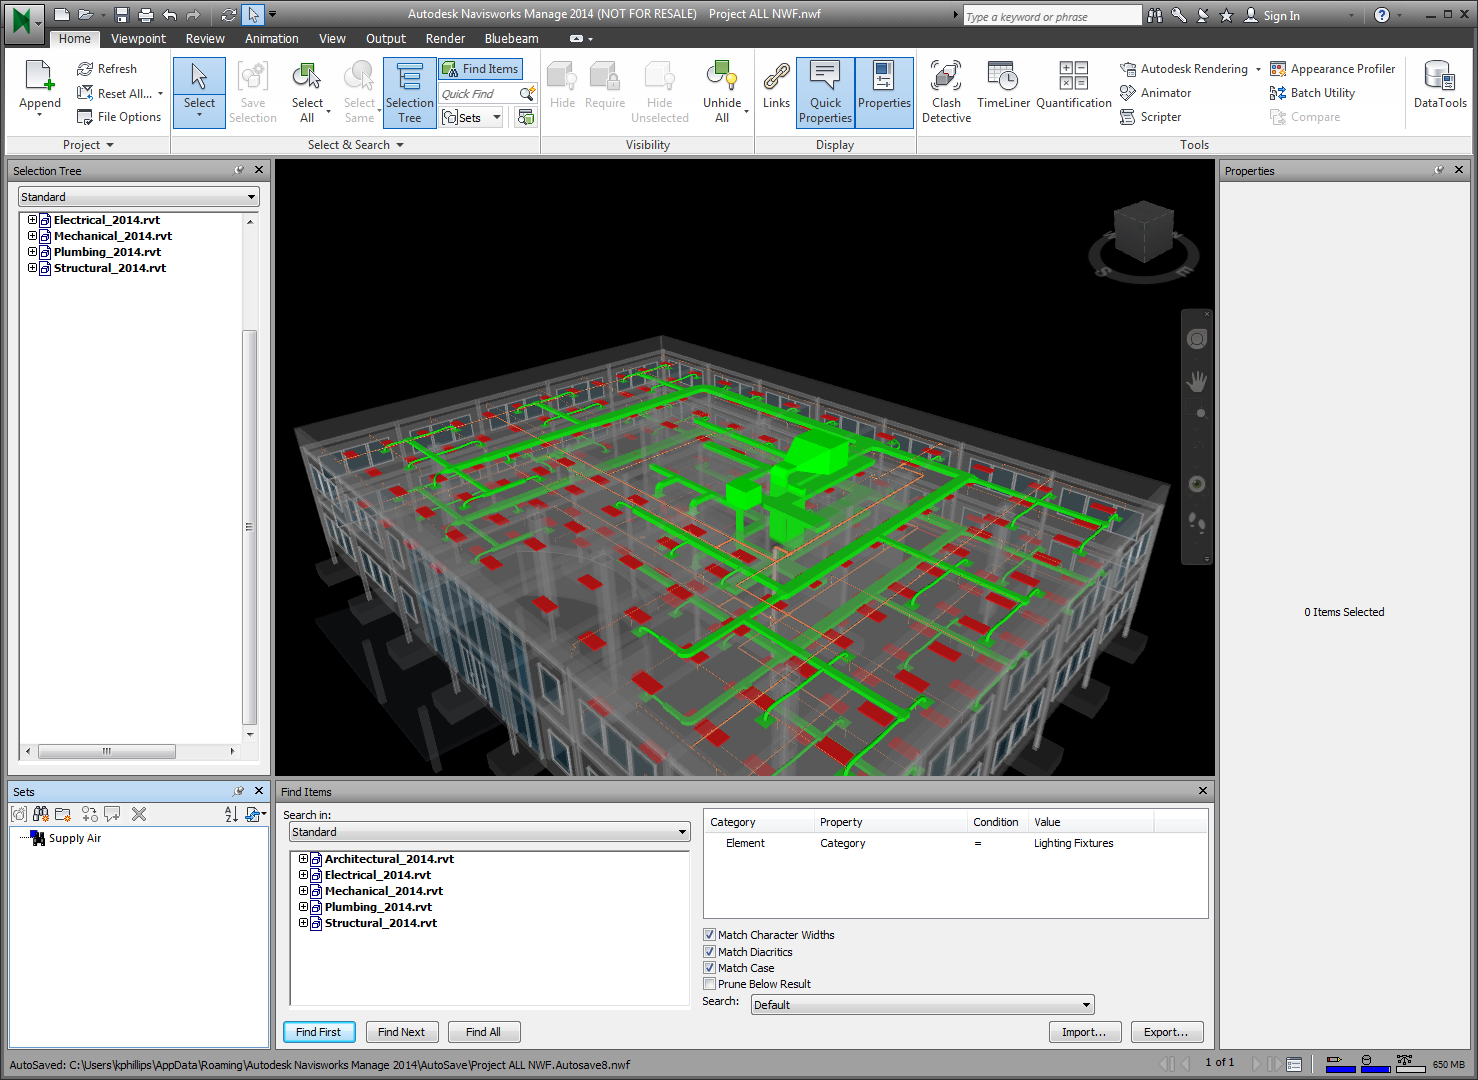 Autodesk Navisworks Manage 2014 (NOT FOR RESALE) Project ALL NWF.nwf
Type a keyword or phrase
Sign In
Home Viewpoint Review Animation View Output Render Bluebeam
Append
Refresh
Reset All...
File Options
Project
Select
Save Selection
Select All
Select Same
Selection Tree
Find Items
Quick Find
Sets
Select & Search
Hide
Require
Hide Unselected
Unhide All
Visibility
Links
Quick Properties
Properties
Display
Clash Detective
TimeLiner
Quantification
Autodesk Rendering
Animator
Scripter
Appearance Profiler
Batch Utility
Compare
DataTools
Tools
Selection Tree
Standard
Electrical_2014.rvt
Mechanical_2014.rvt
Plumbing_2014.rvt
Structural_2014.rvt
S
E
Properties
0 Items Selected
Sets
Supply Air
Find Items
Search in:
Standard
Architectural_2014.rvt
Electrical_2014.rvt
Mechanical_2014.rvt
Plumbing_2014.rvt
Structural_2014.rvt
Find First
Find Next
Find All
Category Property Condition Value
Element Category = Lighting Fixtures
Match Character Widths
Match Diacritics
Match Case
Prune Below Result
Search: Default
Import...
Export...
AutoSaved: C:\Users\kphillips\AppData\Roaming\Autodesk Navisworks Manage 2014\AutoSave\Project ALL NWF.Autosave8.nwf
1 of 1
650 MB